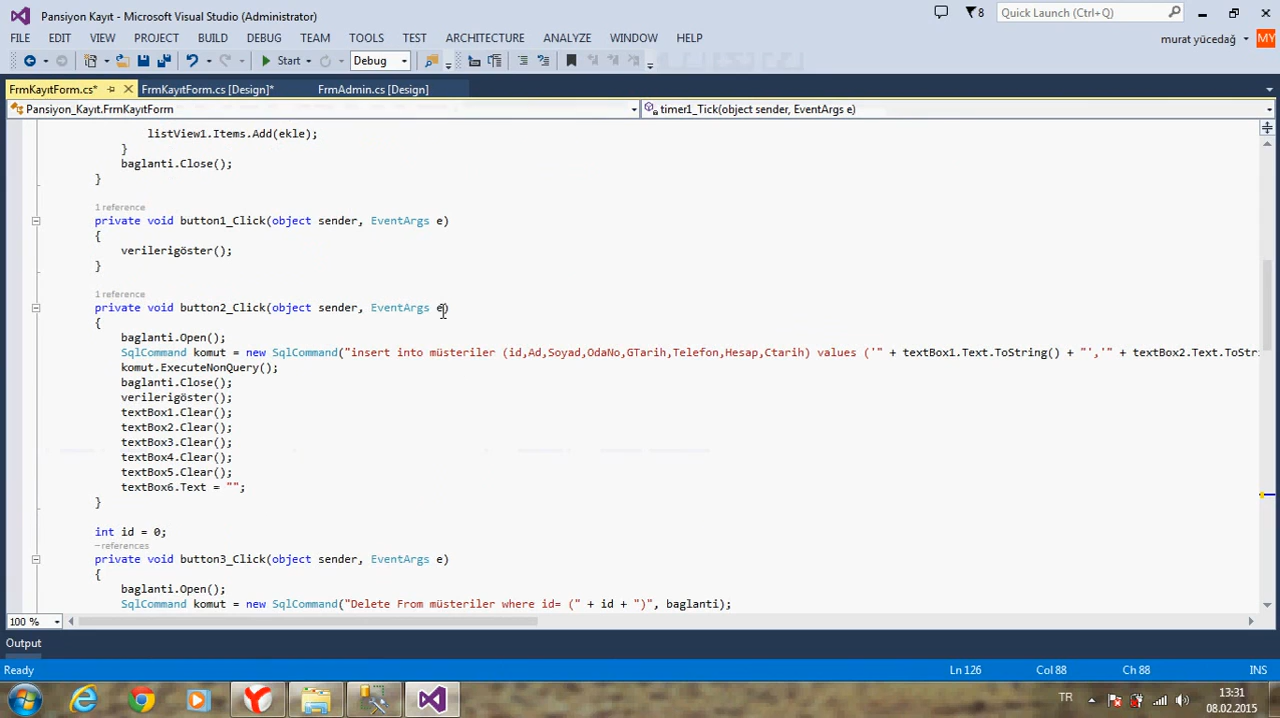 Pansiyon Kayıt - Microsoft Visual Studio (Administrator)
8
Quick Launch (Ctrl+Q)
FILE EDIT VIEW PROJECT BUILD DEBUG TEAM TOOLS TEST ARCHITECTURE ANALYZE WINDOW HELP
murat yücedağ MY
Start Debug
FrmKayıtForm.cs* FrmKayıtForm.cs [Design]* FrmAdmin.cs [Design]
Pansiyon_Kayıt.FrmKayıtForm timer1_Tick(object sender, EventArgs e)
listView1.Items.Add(ekle);
}
baglanti.Close();
}
1 reference
private void button1_Click(object sender, EventArgs e)
{
verilerigöster();
}
1 reference
private void button2_Click(object sender, EventArgs e)
{
baglanti.Open();
SqlCommand komut = new SqlCommand("insert into müsteriler (id,Ad,Soyad,OdaNo,GTarih,Telefon,Hesap,Ctarih) values ('" + textBox1.Text.ToString() + "','" + textBox2.Text.ToStri
komut.ExecuteNonQuery();
baglanti.Close();
verilerigöster();
textBox1.Clear();
textBox2.Clear();
textBox3.Clear();
textBox4.Clear();
textBox5.Clear();
textBox6.Text = "";
}
int id = 0;
−references
private void button3_Click(object sender, EventArgs e)
{
baglanti.Open();
SqlCommand komut = new SqlCommand("Delete From müsteriler where id= (" + id + ")", baglanti);
100 %
Output
Ready Ln 126 Col 88 Ch 88 INS
TR 13:31
08.02.2015